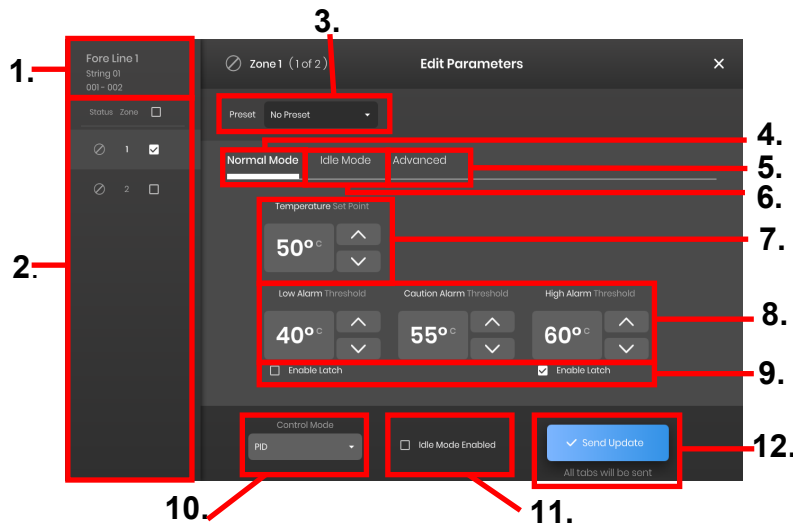 3.
1.
Fore Line 1
String 01
001 - 002
Zone 1 (1 of 2)
Edit Parameters
Status Zone
Preset No Preset
1
2
2.
4.
Normal Mode Idle Mode Advanced
5.
6.
Temperature Set Point
50° C
7.
Low Alarm Threshold Caution Alarm Threshold High Alarm Threshold
40° C 55° C 60° C
8.
Enable Latch Enable Latch
9.
Control Mode
PID
Idle Mode Enabled
Send Update
All tabs will be sent
12.
10.
11.